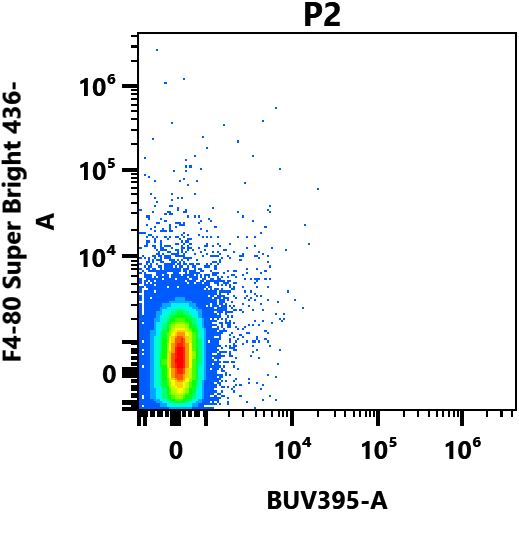 P2
F4-80 Super Bright 436-
A
10⁶
10⁵
10⁴
0
0
10⁴
10⁵
10⁶
BUV395-A